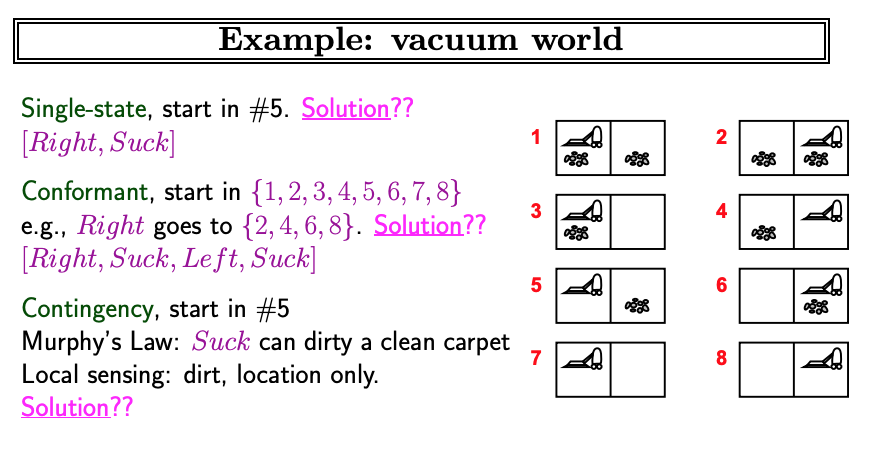 Example: vacuum world
Single-state, start in #5. Solution??
[Right, Suck]
Conformant, start in {1, 2, 3, 4, 5, 6, 7, 8}
e.g., Right goes to {2, 4, 6, 8}. Solution??
[Right, Suck, Left, Suck]
Contingency, start in #5
Murphy's Law: Suck can dirty a clean carpet
Local sensing: dirt, location only.
Solution??
1
2
3
4
5
6
7
8